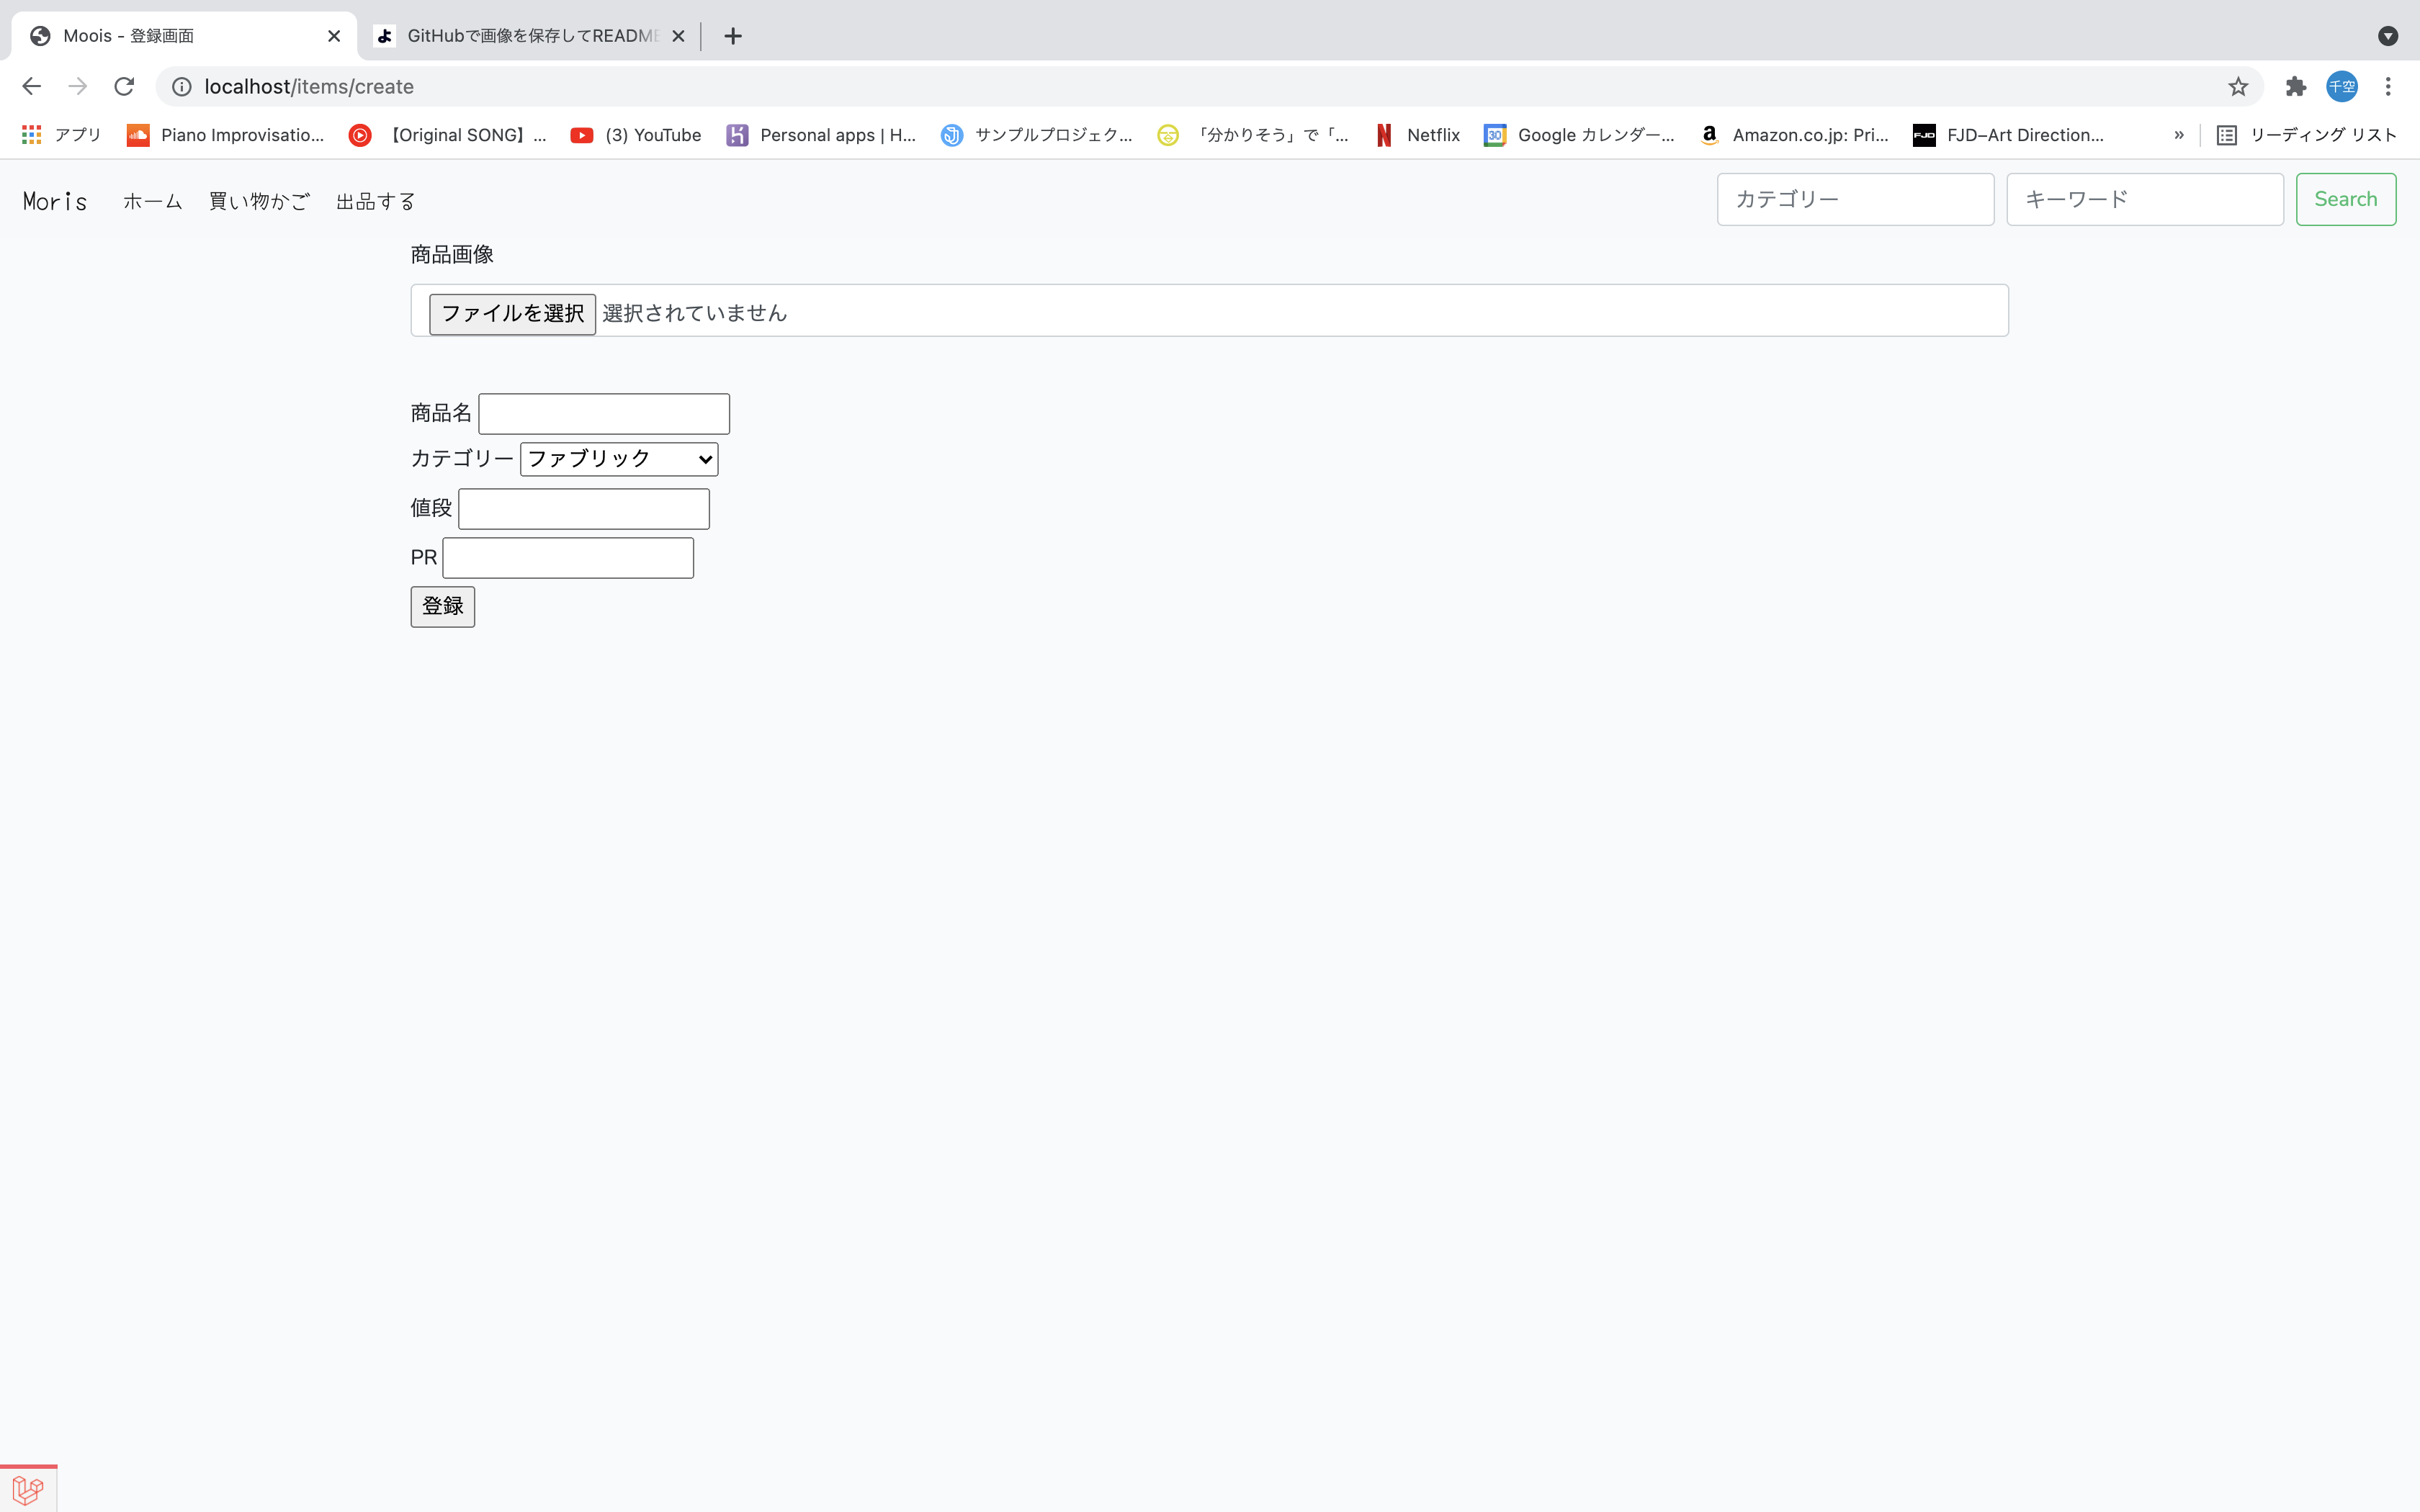 Moois - 登録画面
GitHubで画像を保存してREADME
localhost/items/create
千空
アプリ Piano Improvisatio... 【Original SONG】... (3) YouTube Personal apps | H... サンプルプロジェク... 「分かりそう」で「... Netflix 30 Google カレンダー... Amazon.co.jp: Pri... FJD FJD–Art Direction... » リーディング リスト
Moris ホーム 買い物かご 出品する カテゴリー キーワード Search
商品画像
ファイルを選択 選択されていません
商品名
カテゴリー ファブリック
値段
PR
登録